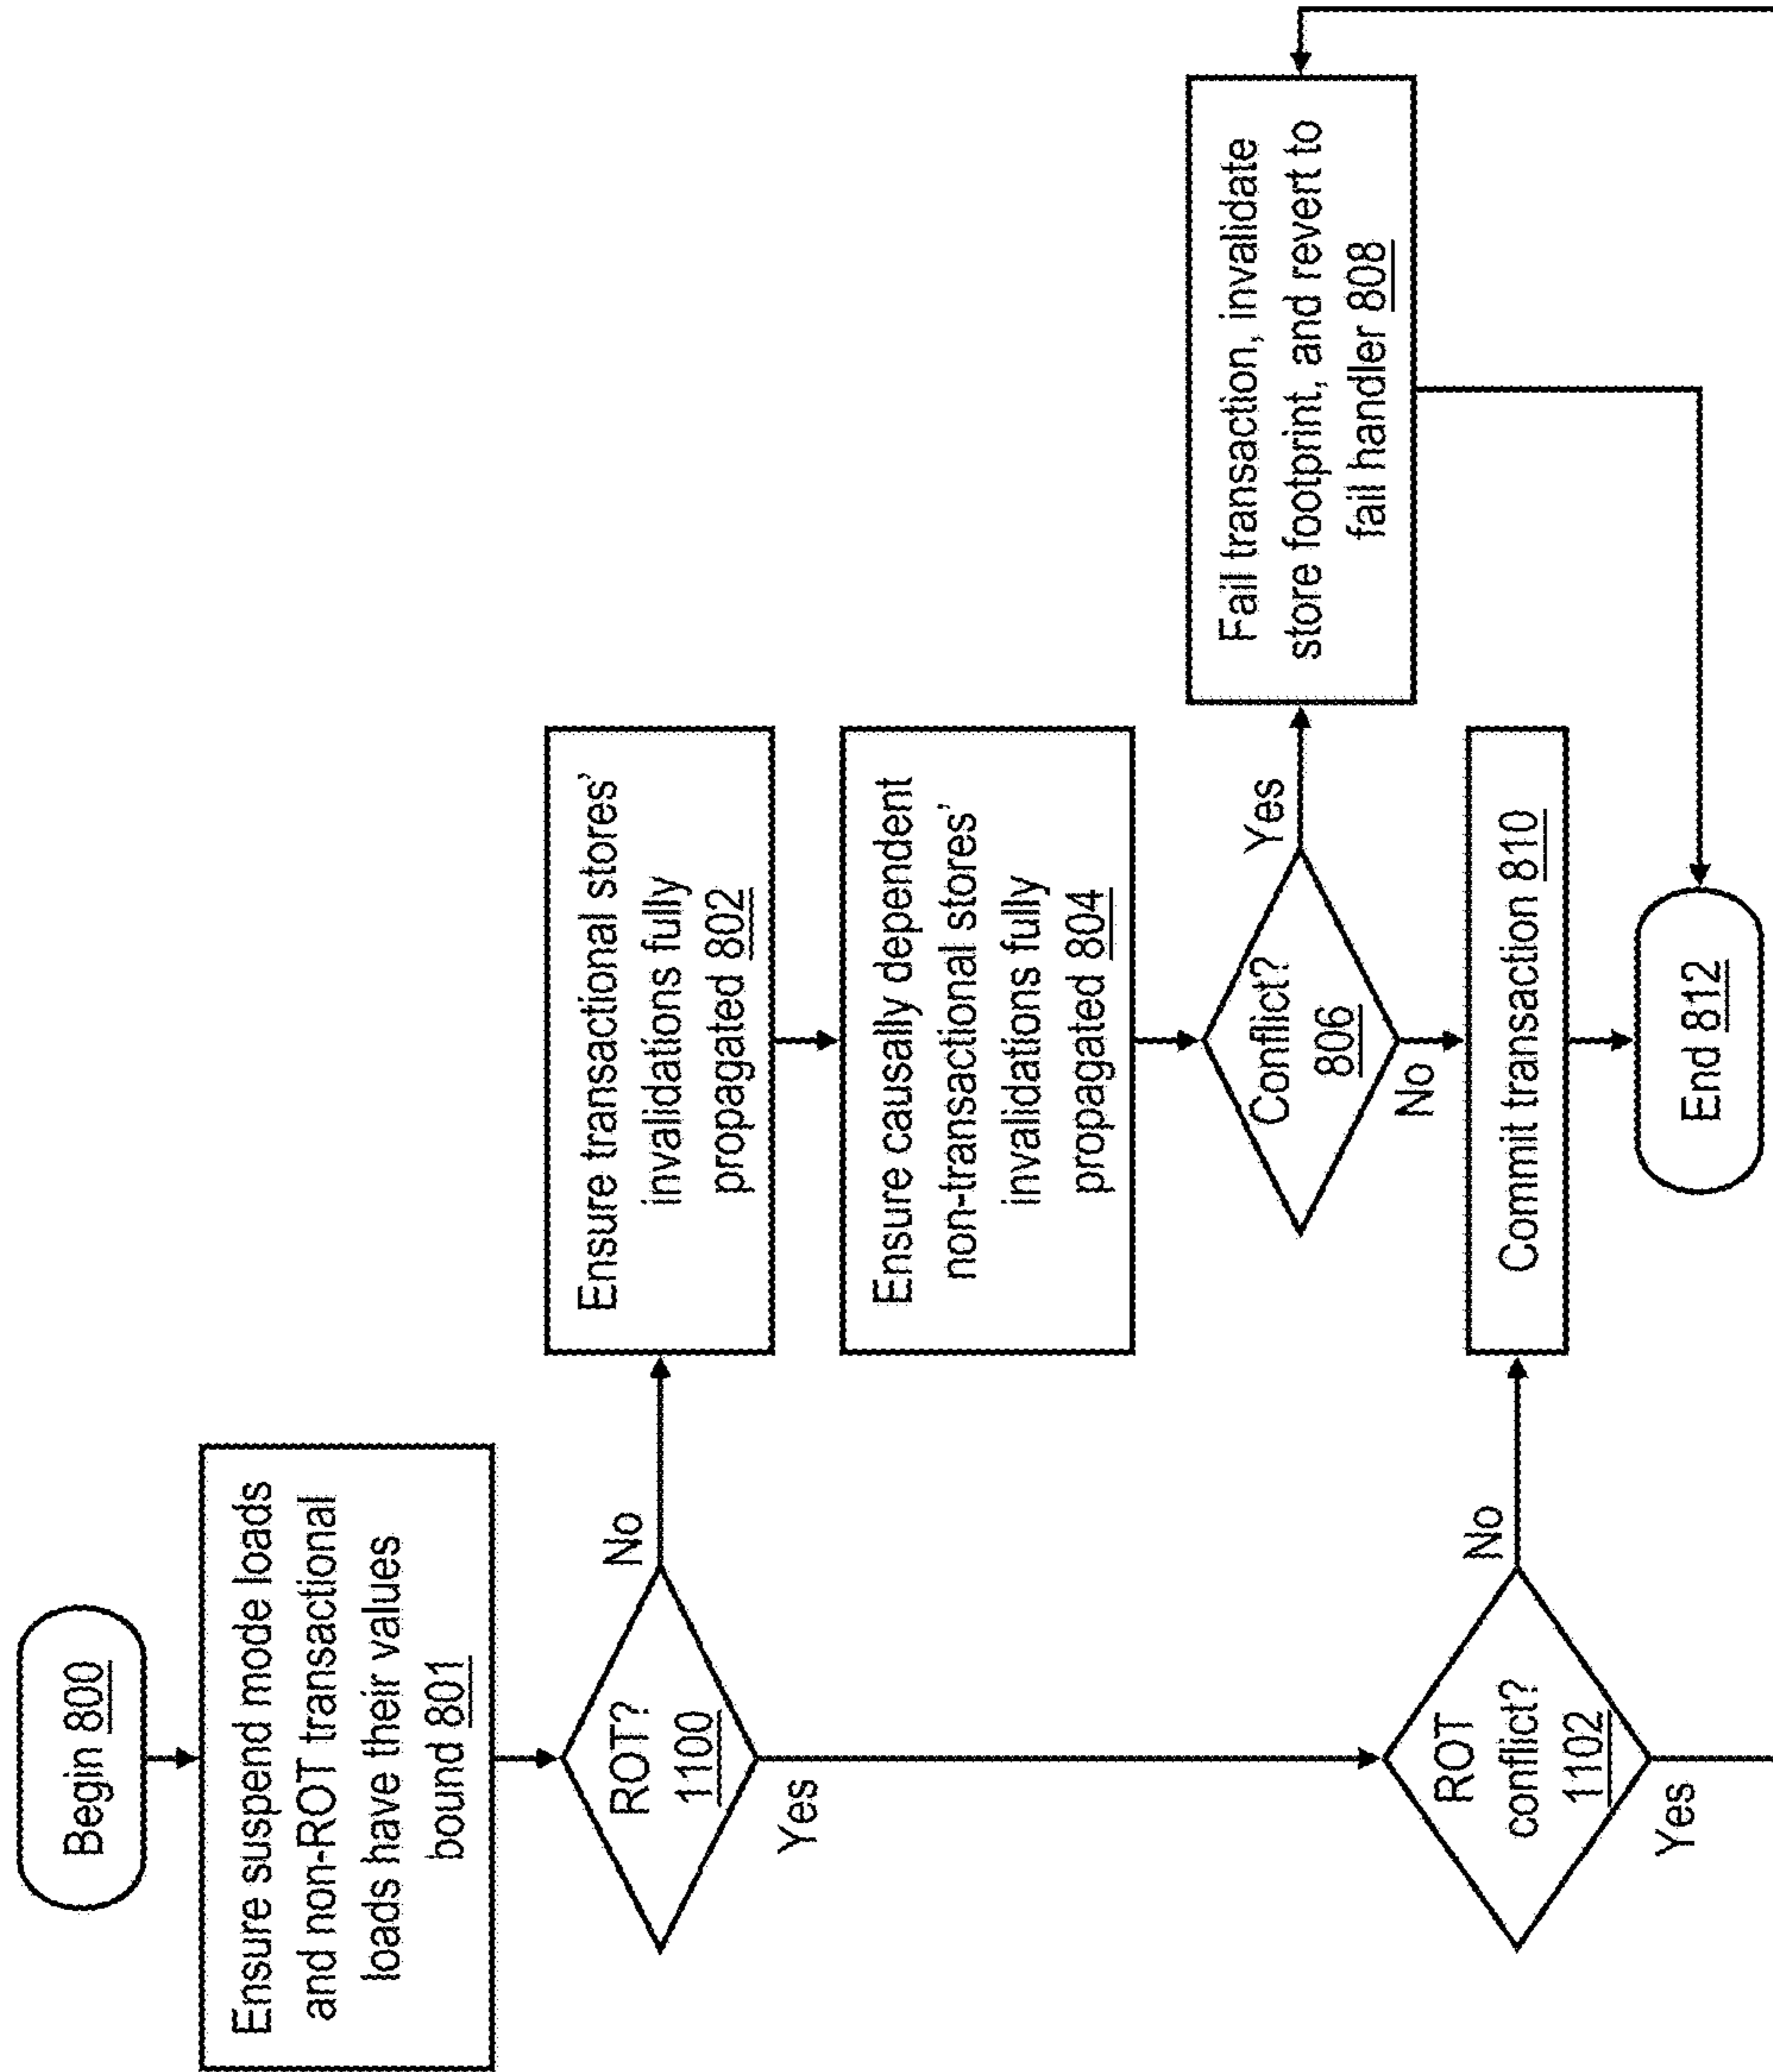 Begin 800
Ensure suspend mode loads
and non-ROT transactional
loads have their values
bound 801
ROT?
1100
No
Yes
Ensure transactional stores'
invalidations fully
propagated 802
Ensure causally dependent
non-transactional stores'
invalidations fully
propagated 804
Conflict?
806
Yes
No
Fail transaction, invalidate
store footprint, and revert to
fail handler 808
ROT
conflict?
1102
No
Yes
Commit transaction 810
End 812